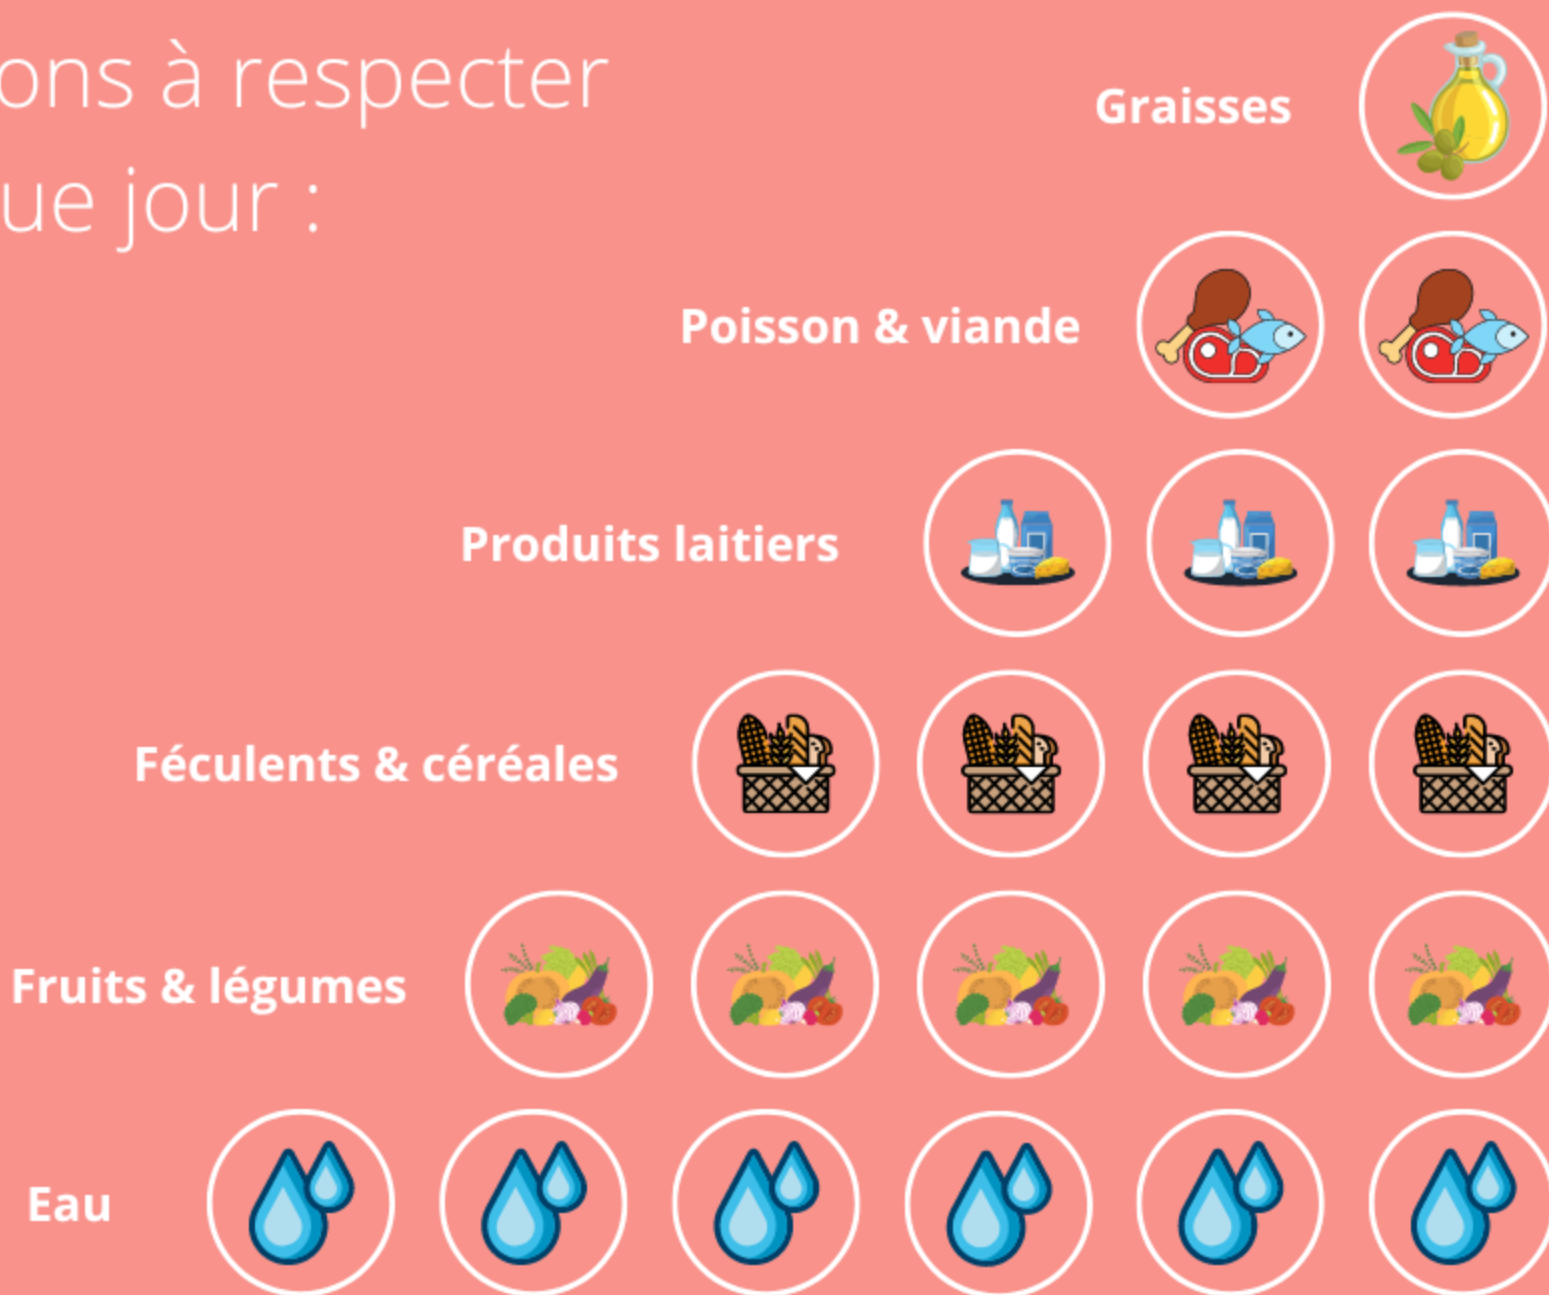 ons à respecter
ue jour :
Graisses
Poisson & viande
Produits laitiers
Féculents & céréales
Fruits & légumes
Eau